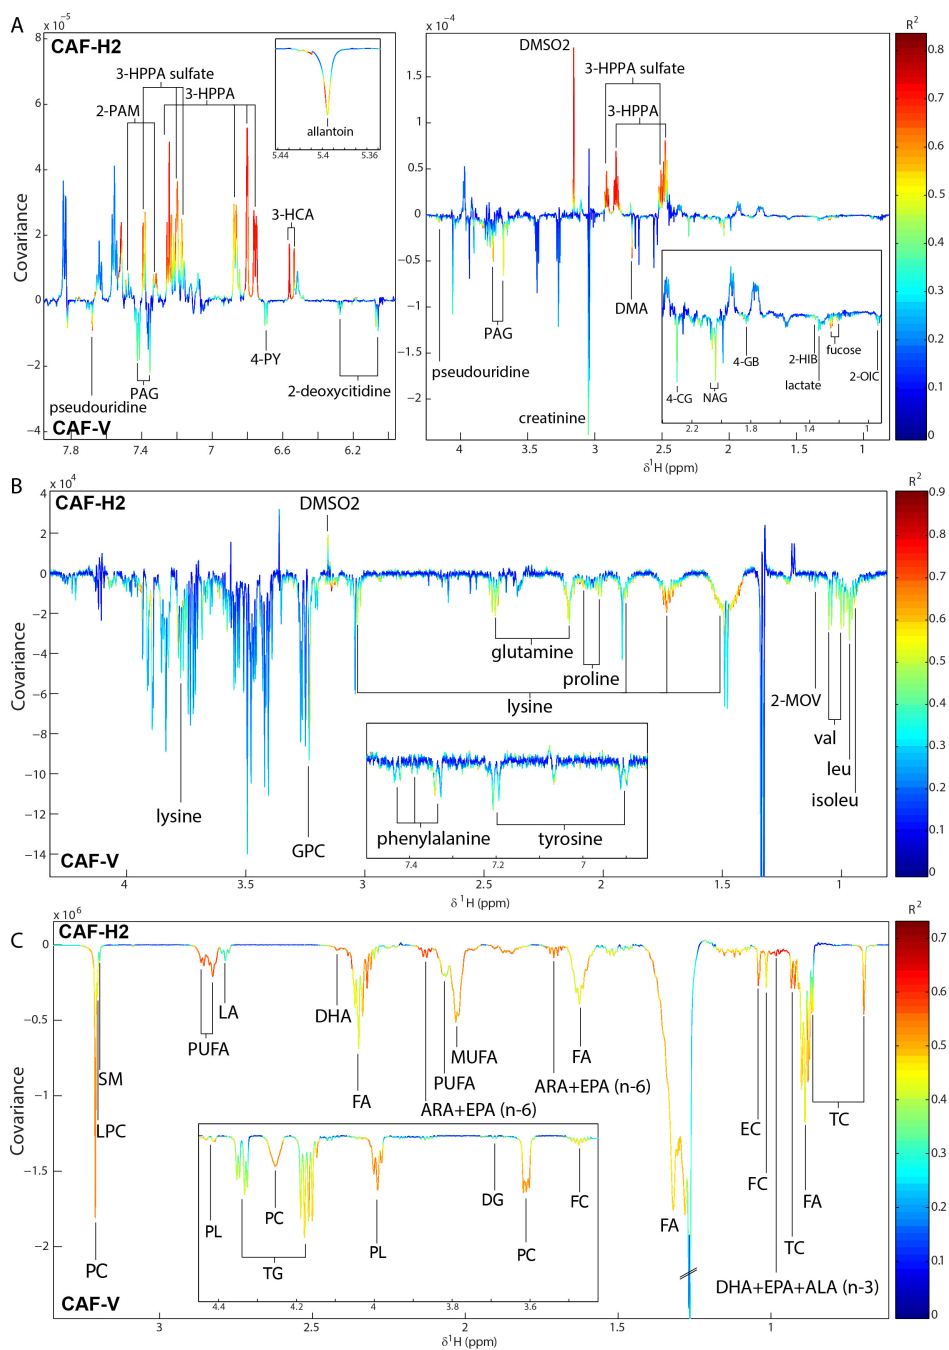 A
x 10⁻⁵
CAF-H2
8
6
4
2
0
−2
−4
Covariance
3-HPPA sulfate
3-HPPA
2-PAM
allantoin
5.44
5.4
5.36
3-HCA
4-PY
PAG
pseudouridine
2-deoxycitidine
CAF-V
7.8
7.4
7
6.6
6.2
x 10⁻⁴
1.5
1
0.5
0
−0.5
−1
−1.5
−2
DMSO2
3-HPPA sulfate
3-HPPA
PAG
DMA
pseudouridine
creatinine
4-CG
NAG
4-GB
2-HIB
lactate
fucose
2-OIC
2.2
1.8
1.4
1
4
3.5
3
2.5
2
1.5
1
δ¹H (ppm)
R²
0.8
0.7
0.6
0.5
0.4
0.3
0.2
0.1
0
B
x 10⁴
CAF-H2
4
2
0
−2
−4
−6
−8
−10
−12
−14
Covariance
DMSO2
glutamine
proline
lysine
2-MOV
val
leu
isoleu
lysine
GPC
phenylalanine
tyrosine
7.4
7.2
7
CAF-V
4
3.5
3
2.5
2
1.5
1
δ ¹H (ppm)
R²
0.9
0.8
0.7
0.6
0.5
0.4
0.3
0.2
0.1
0
C
x 10⁶
CAF-H2
0
−0.5
−1
−1.5
−2
Covariance
SM
LPC
PC
PUFA
LA
DHA
FA
MUFA
PUFA
ARA+EPA (n-6)
FA
ARA+EPA (n-6)
EC
FC
TC
FA
TC
FA
DHA+EPA+ALA (n-3)
PL
PC
TG
PL
DG
PC
FC
4.4
4.2
4
3.8
3.6
CAF-V
3
2.5
2
1.5
1
δ¹H (ppm)
R²
0.7
0.6
0.5
0.4
0.3
0.2
0.1
0